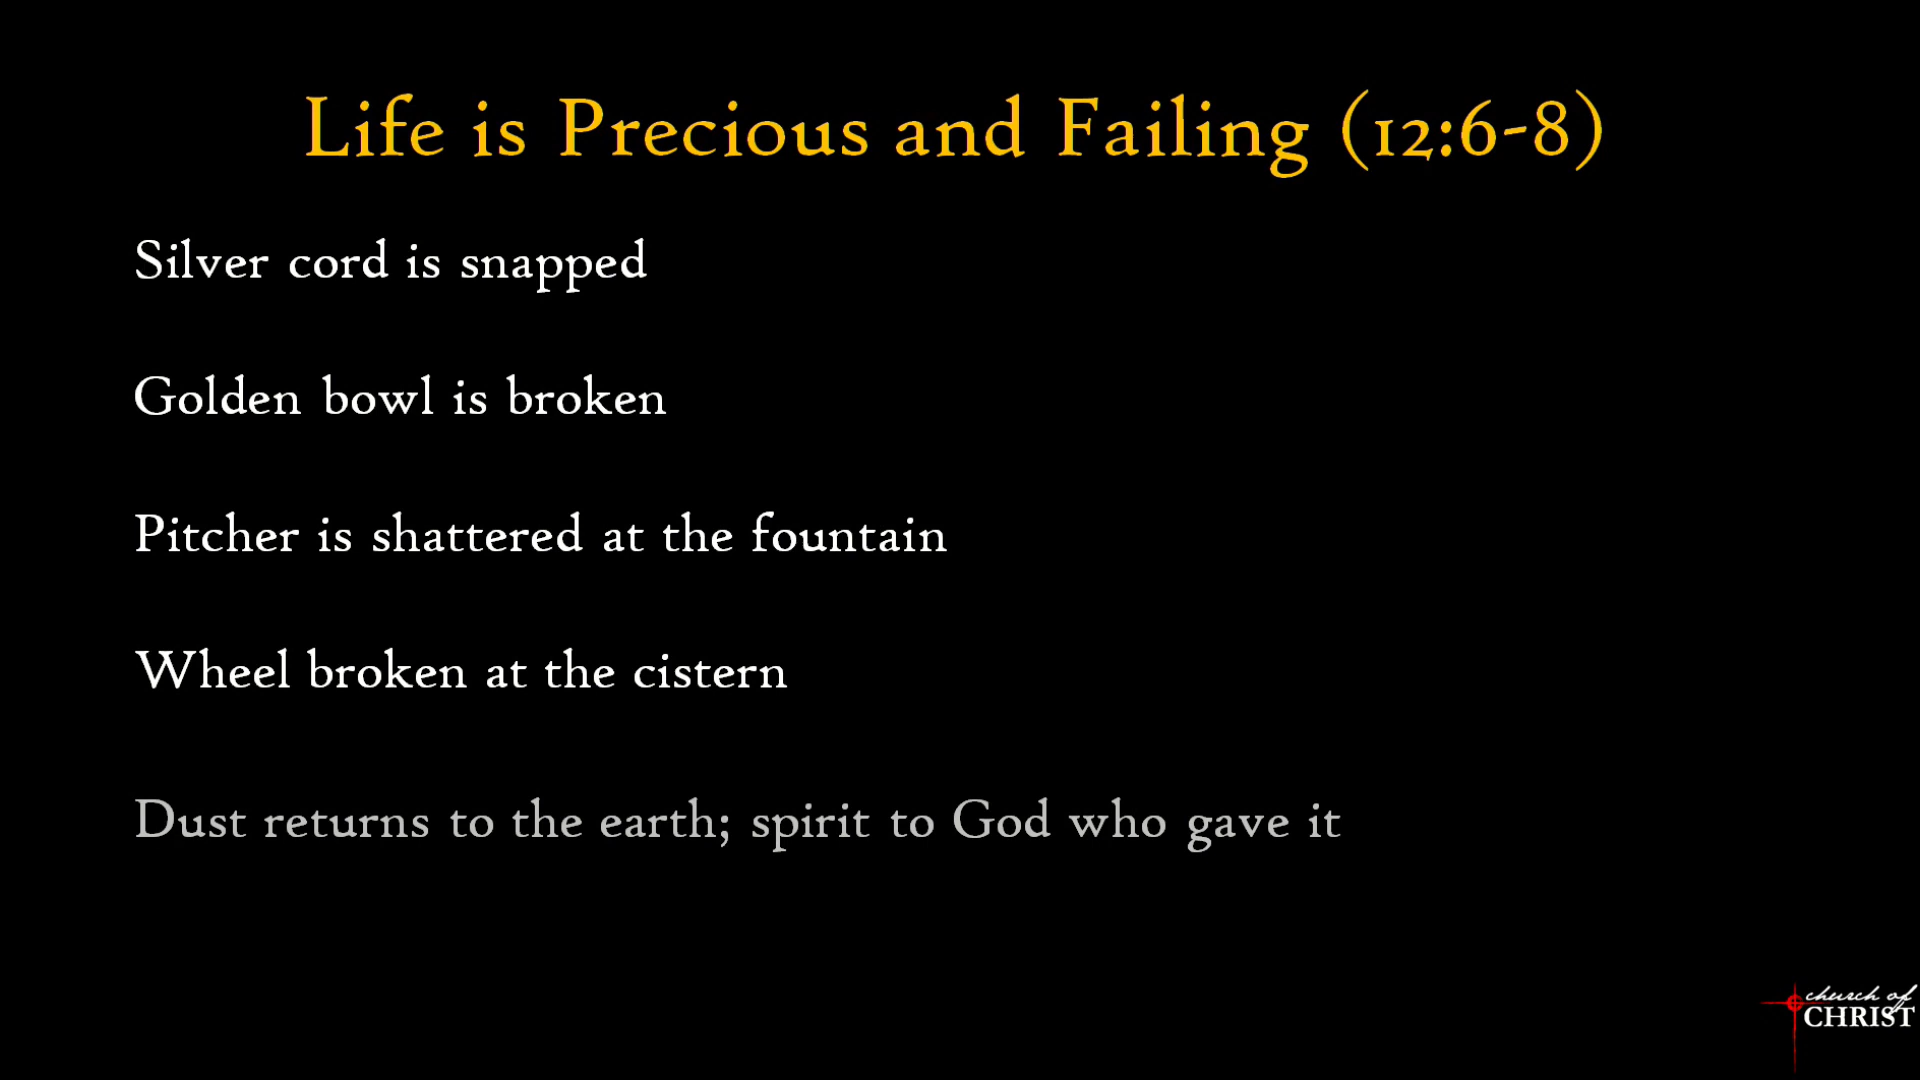 Life is Precious and Failing (12:6-8)
Silver cord is snapped
Golden bowl is broken
Pitcher is shattered at the fountain
Wheel broken at the cistern
Dust returns to the earth; spirit to God who gave it
church of
CHRIST